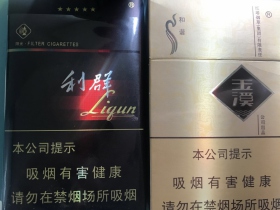 FILTER CIGARETTES
利群
Liqun
本公司提示
吸烟有害健康
请勿在禁烟场所吸烟
和谐
玉溪
本公司提示
吸烟有害健康
请勿在禁烟场所吸烟